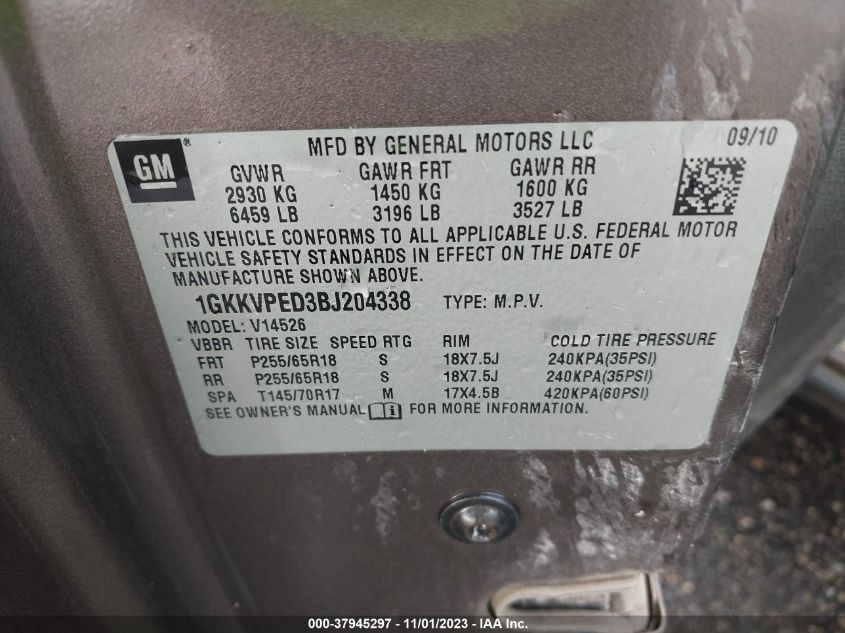 GM ®
MFD BY GENERAL MOTORS LLC 09/10
GVWR GAWR FRT GAWR RR
2930 KG 1450 KG 1600 KG
6459 LB 3196 LB 3527 LB
THIS VEHICLE CONFORMS TO ALL APPLICABLE U.S. FEDERAL MOTOR
VEHICLE SAFETY STANDARDS IN EFFECT ON THE DATE OF
MANUFACTURE SHOWN ABOVE.
1GKKVPED3BJ204338 TYPE: M.P.V.
MODEL: V14526
VBBR TIRE SIZE SPEED RTG RIM COLD TIRE PRESSURE
FRT P255/65R18 S 18X7.5J 240KPA(35PSI)
RR P255/65R18 S 18X7.5J 240KPA(35PSI)
SPA T145/70R17 M 17X4.5B 420KPA(60PSI)
SEE OWNER'S MANUAL i FOR MORE INFORMATION.
000-37945297 - 11/01/2023 - IAA Inc.